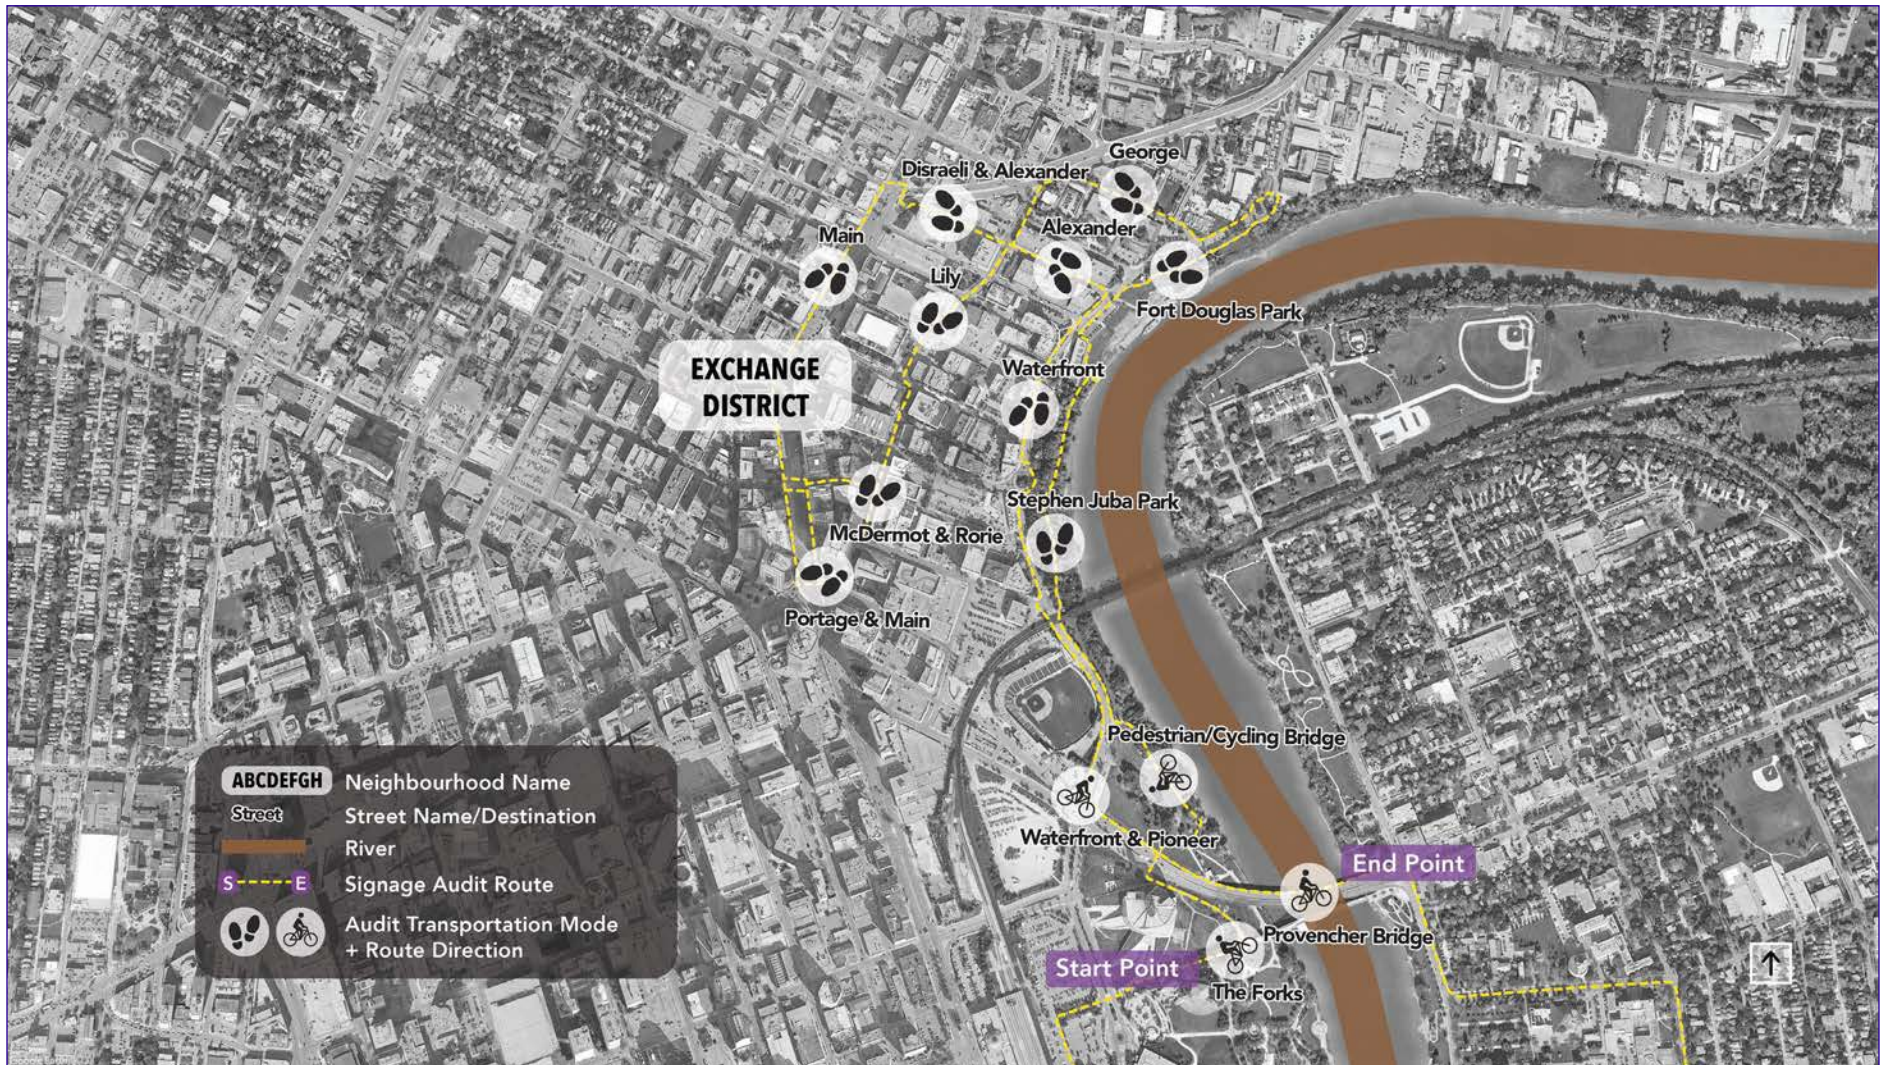 George
Disraeli & Alexander
Alexander
Main
Lily
Fort Douglas Park
EXCHANGE
DISTRICT
Waterfront
Stephen Juba Park
McDermot & Rorie
Portage & Main
Pedestrian/Cycling Bridge
Waterfront & Pioneer
End Point
Provencher Bridge
Start Point
The Forks
ABCDEFGH Neighbourhood Name
Street Street Name/Destination
River
S E Signage Audit Route
Audit Transportation Mode
+ Route Direction